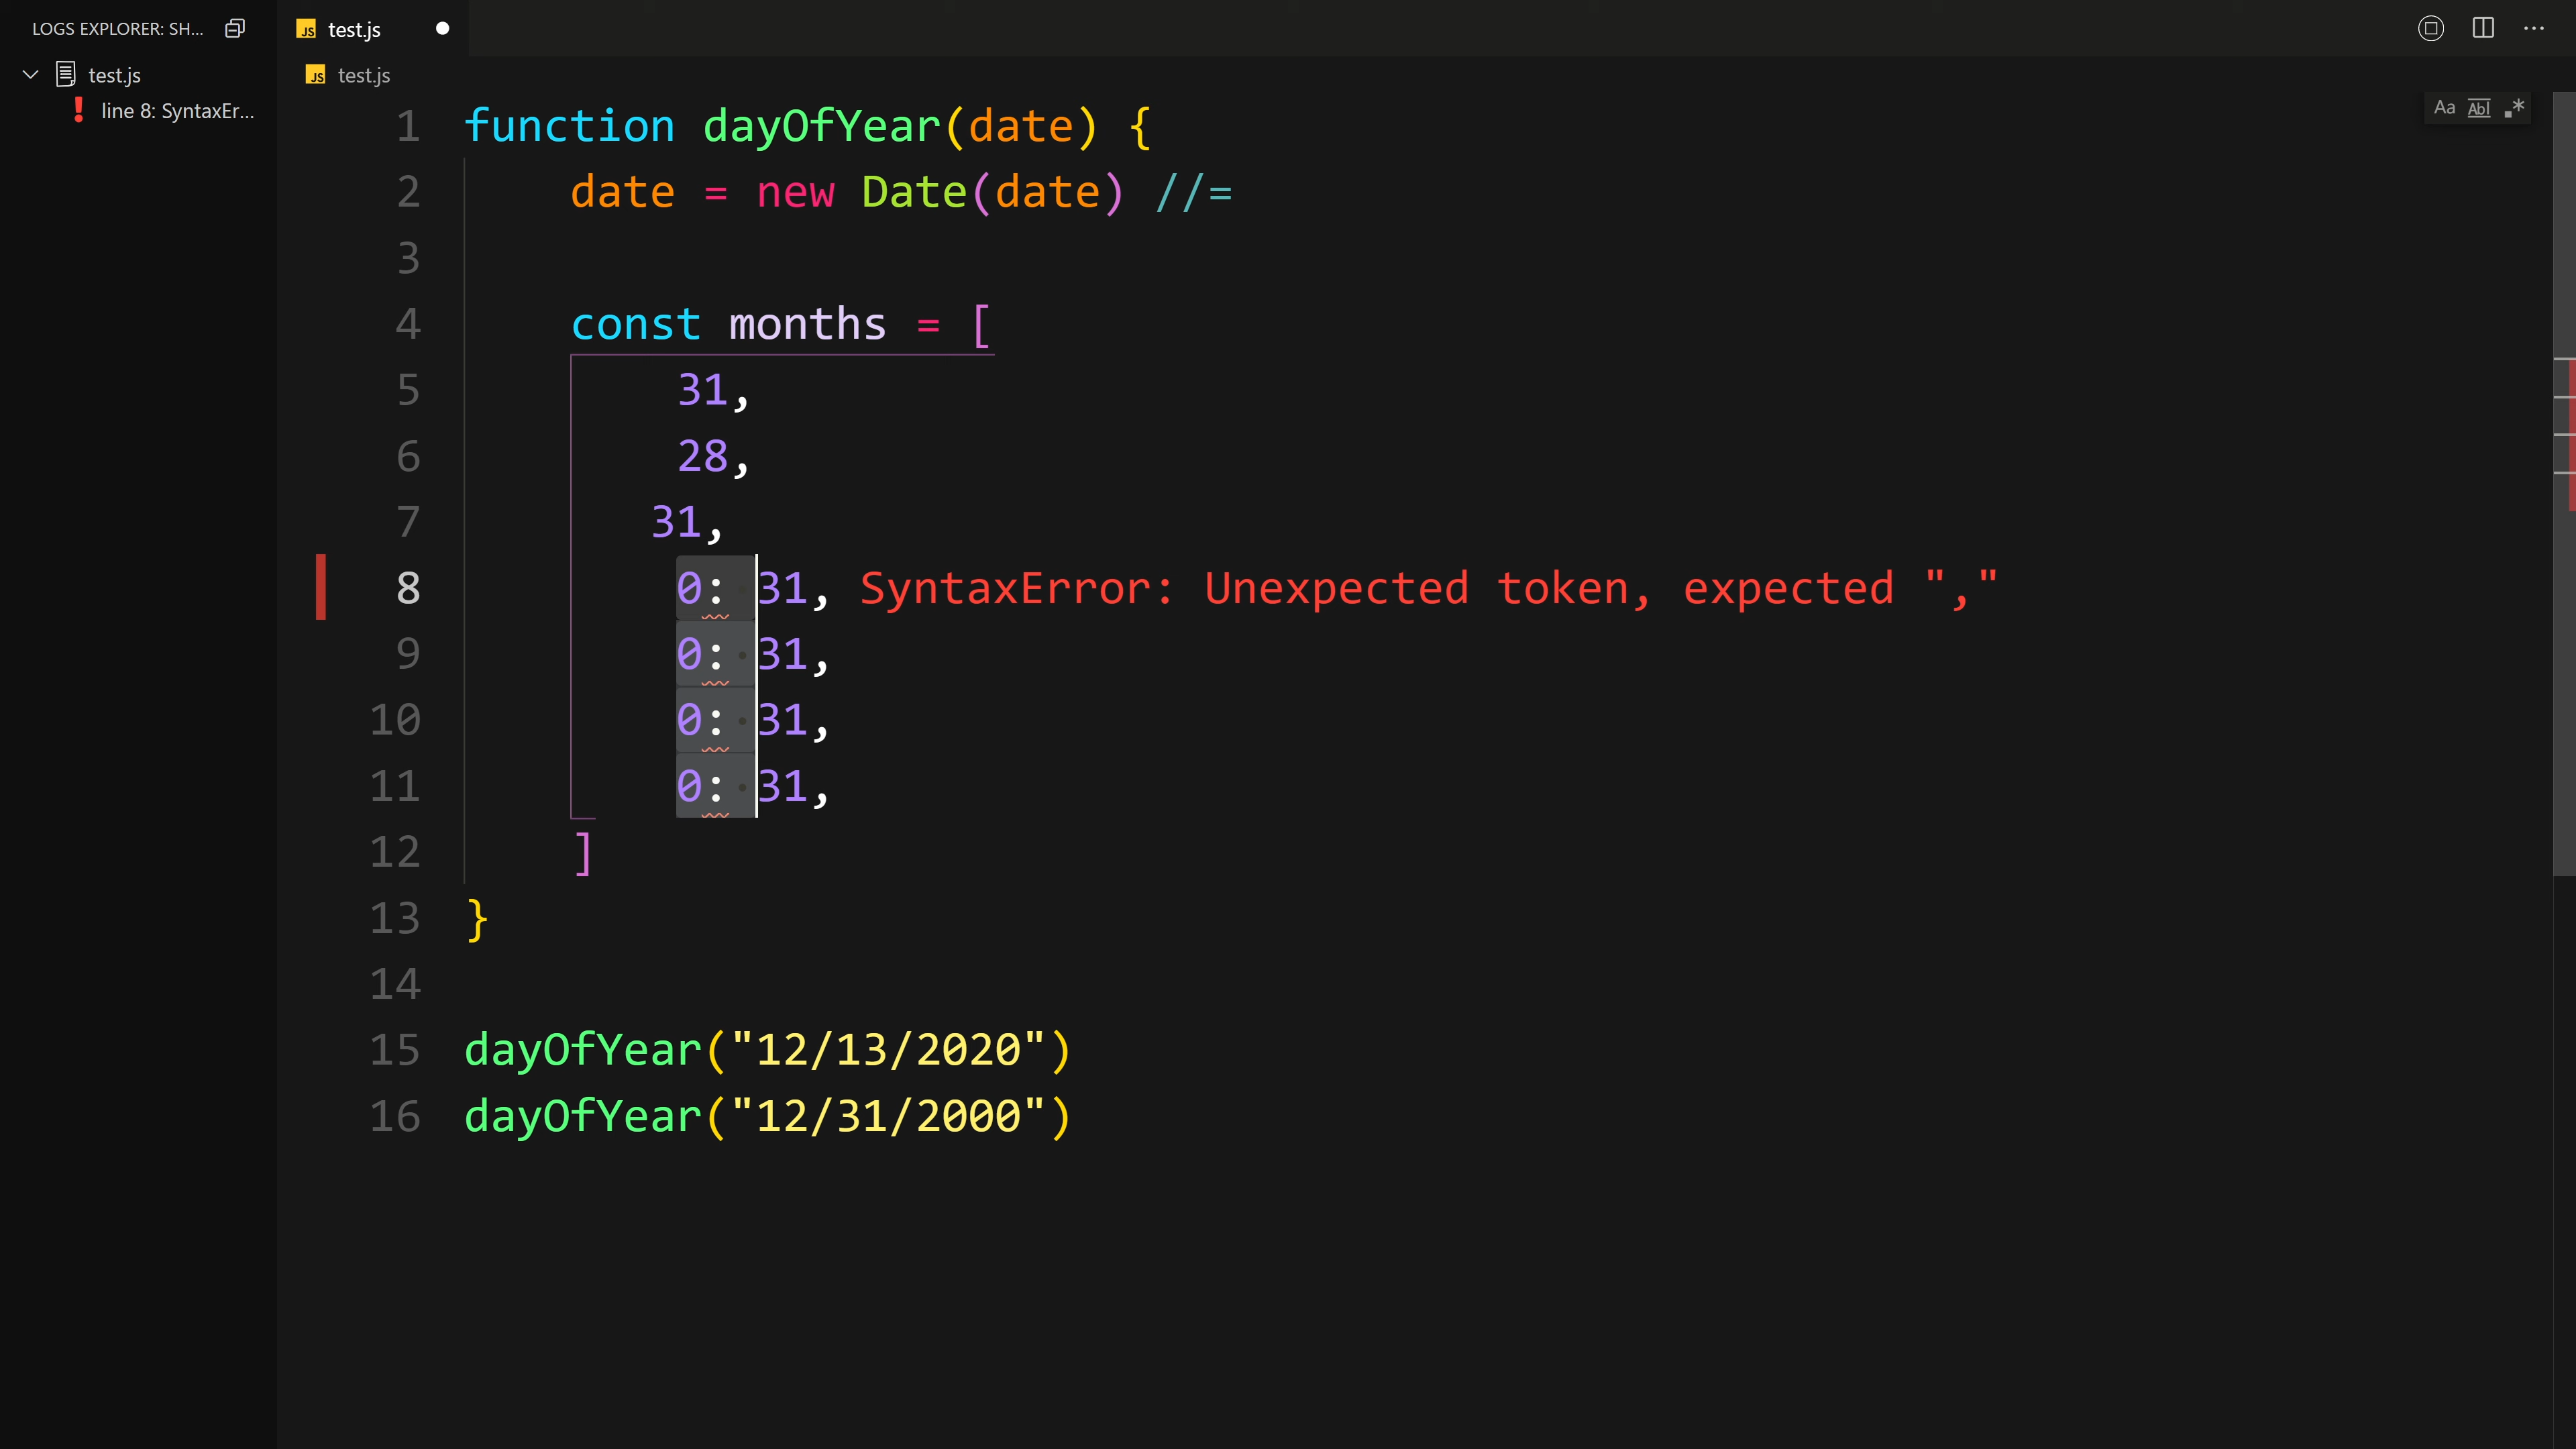 LOGS EXPLORER: SH...
test.js
line 8: SyntaxEr...
JS test.js
JS test.js
Aa Abl .*
1 function dayOfYear(date) {
2 date = new Date(date) //=
3
4 const months = [
5 31,
6 28,
7 31,
8 0: 31, SyntaxError: Unexpected token, expected ","
9 0: 31,
10 0: 31,
11 0: 31,
12 ]
13 }
14
15 dayOfYear("12/13/2020")
16 dayOfYear("12/31/2000")